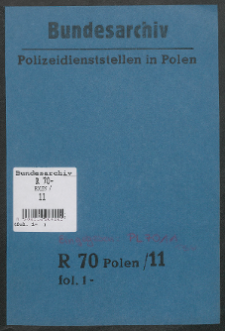 Bundesarchiv
Polizeidienststellen in Polen
Bundesarchiv
R 70-
11
R 70 Polen /11
fol. 1-